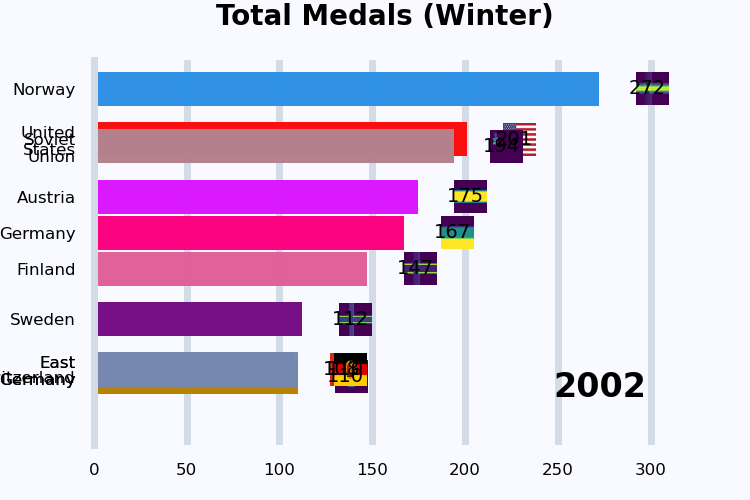 Total Medals (Winter)
Norway
272
United
States
201
Soviet
Union
194
Austria
175
Germany
167
Finland
147
Sweden
112
East
Germany
110
2002
0 50 100 150 200 250 300